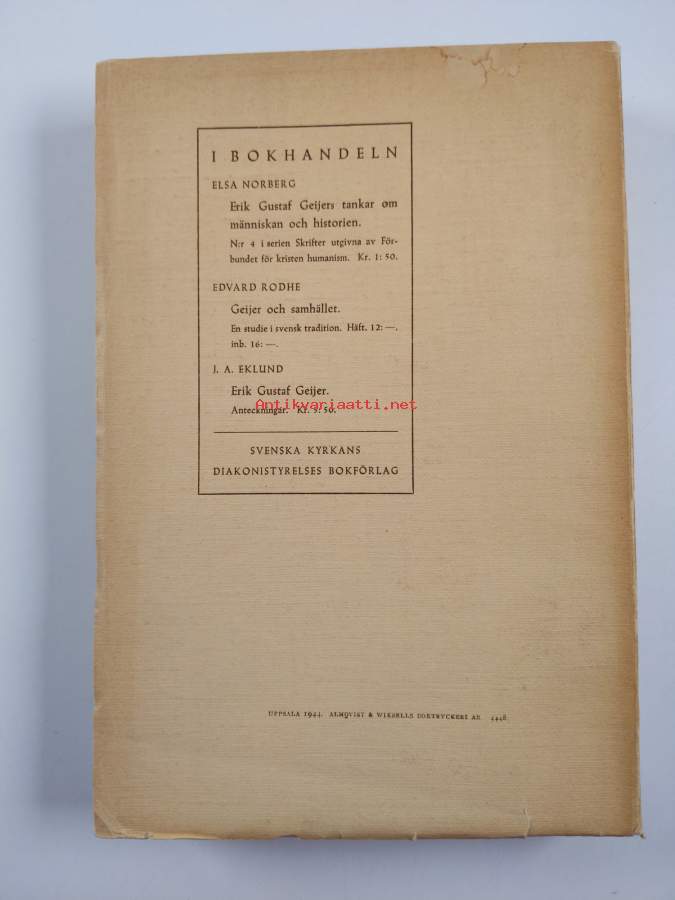 I BOKHANDELN
ELSA NORBERG
Erik Gustaf Geijers tankar om
människan och historien.
N:r 4 i serien Skrifter utgivna av För-
bundet för kristen humanism. Kr. 1: 50.
EDVARD RODHE
Geijer och samhället.
En studie i svensk tradition. Häft. 12: —.
inb. 16: —.
J. A. EKLUND
Erik Gustaf Geijer.
Antikvariaatti.net
Anteckningar. Kr. 5: 50.
SVENSKA KYRKANS
DIAKONISTYRELSES BOKFÖRLAG
UPPSALA 1944. ALMQVIST & WIKSELLS BOKTRYCKERI AB